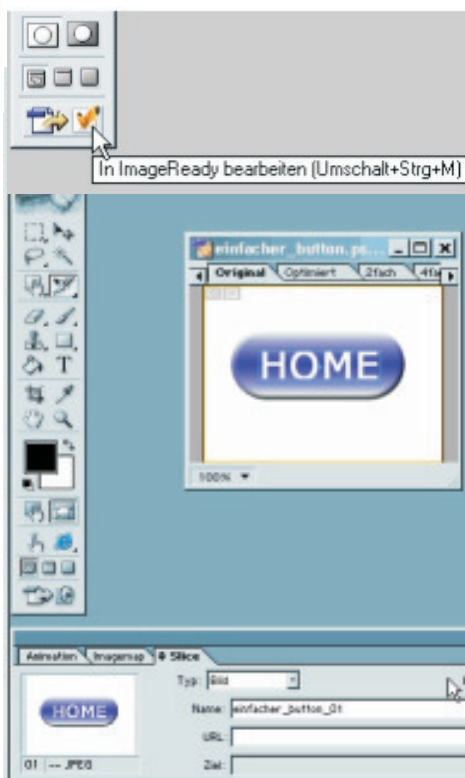 In ImageReady bearbeiten (Umschalt+Strg+M)
einfacher_button.ps...
Original Optimiert 2fach 4fa
HOME
100%
Animation Imagemap Slice
Typ: Bild
HOME
Name: einfacher_button_01
URL:
01 -- JPEG
Ziel: